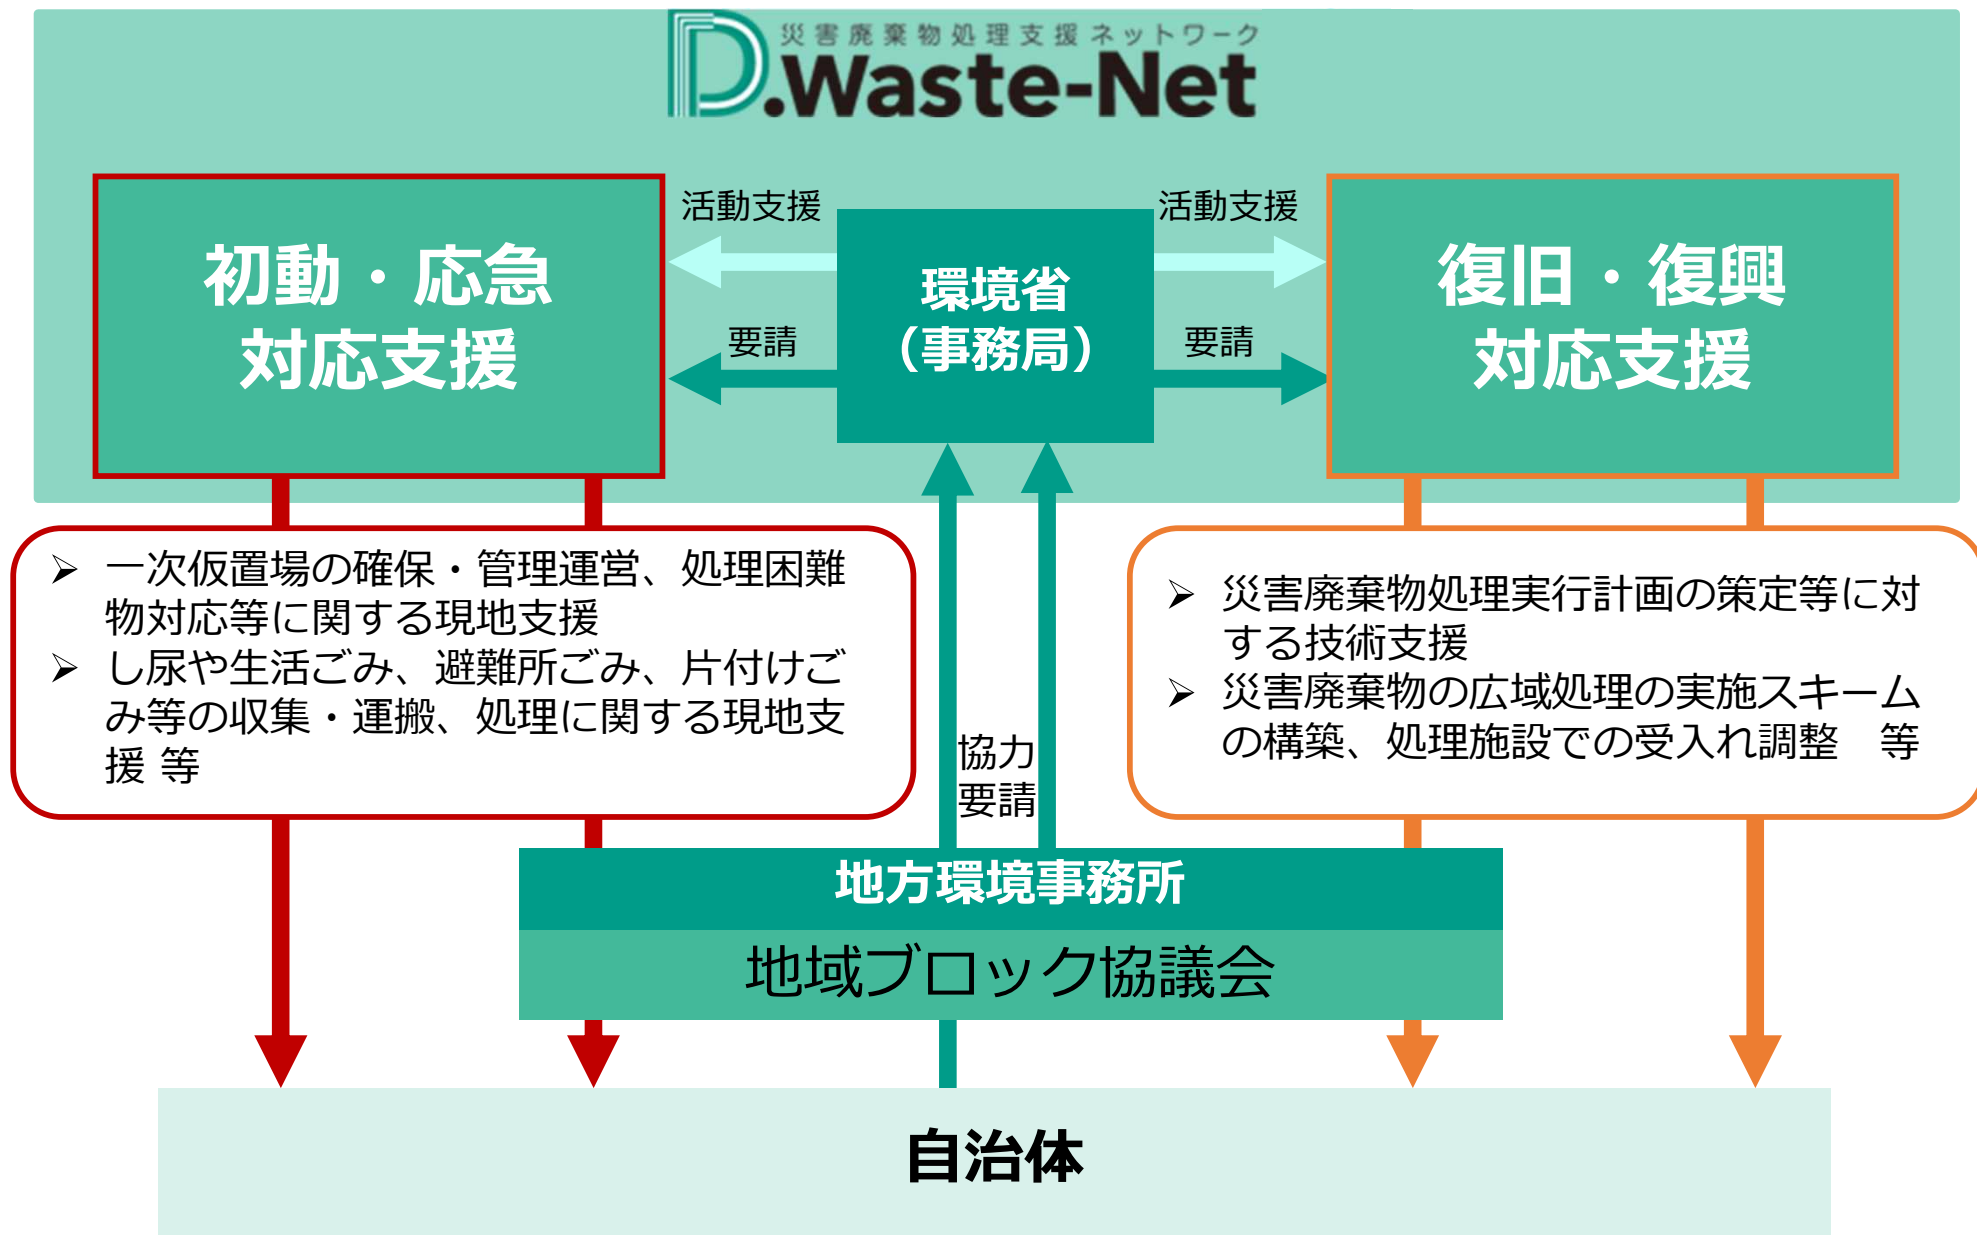 災害廃棄物処理支援ネットワーク
D.Waste-Net
初動・応急
対応支援
活動支援
要請
環境省
（事務局）
活動支援
要請
復旧・復興
対応支援
➢ 一次仮置場の確保・管理運営、処理困難
物対応等に関する現地支援
➢ し尿や生活ごみ、避難所ごみ、片付けご
み等の収集・運搬、処理に関する現地支
援 等
➢ 災害廃棄物処理実行計画の策定等に対
する技術支援
➢ 災害廃棄物の広域処理の実施スキーム
の構築、処理施設での受入れ調整　等
協力
要請
地方環境事務所
地域ブロック協議会
自治体